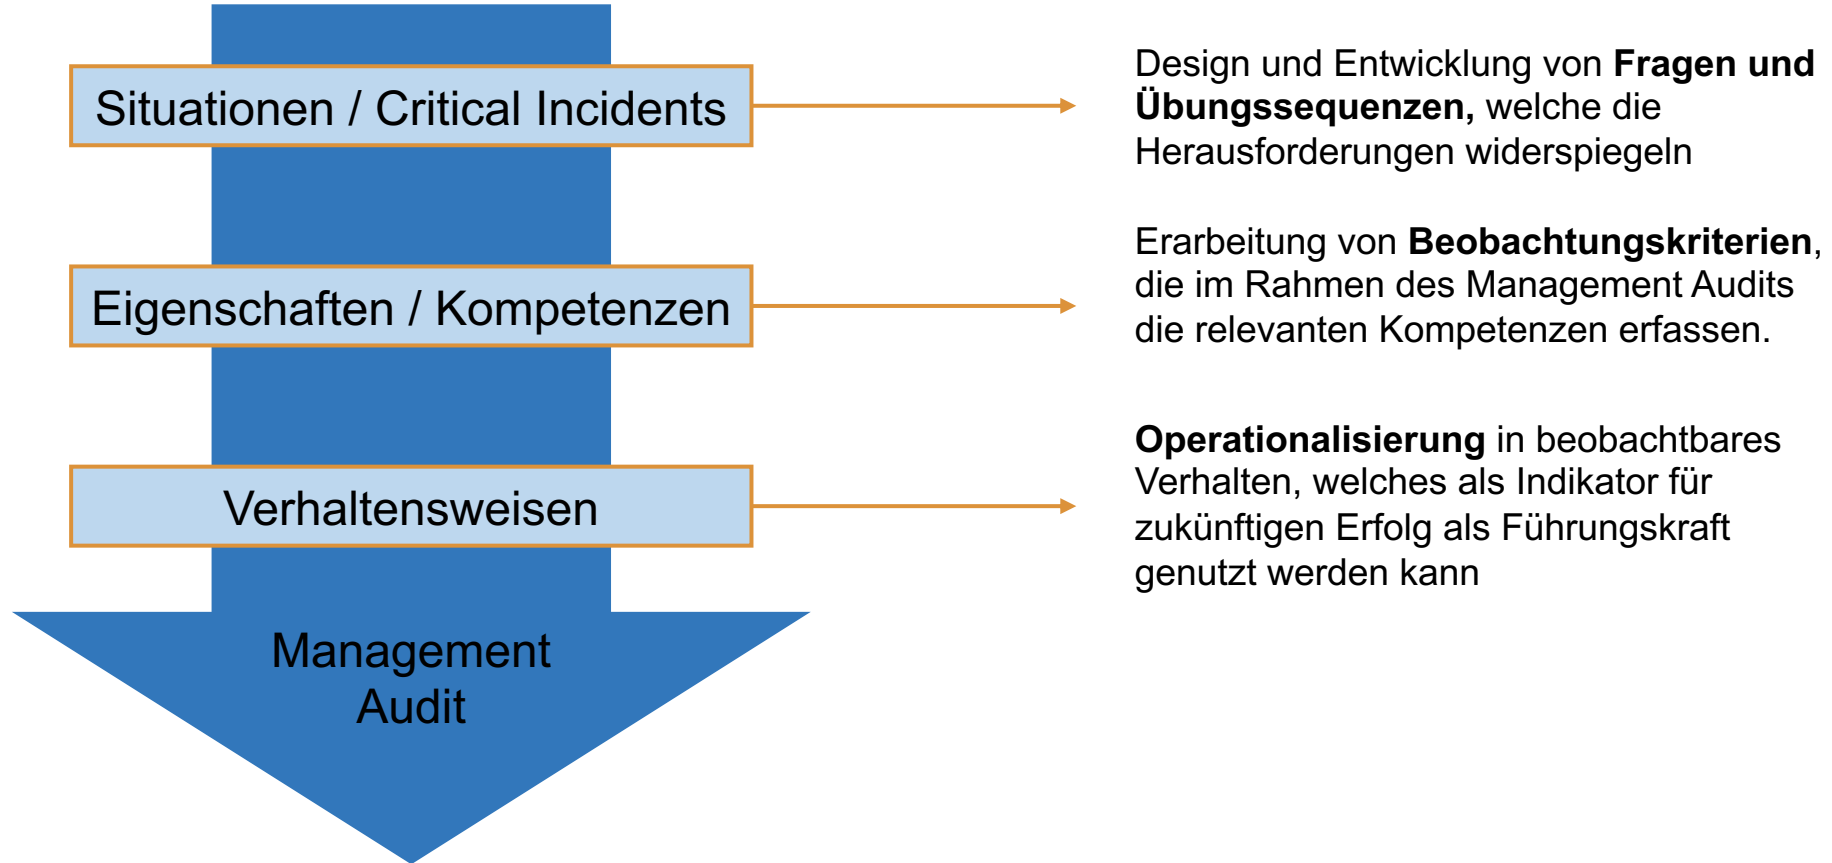 Situationen / Critical Incidents
Design und Entwicklung von Fragen und
Übungssequenzen, welche die
Herausforderungen widerspiegeln
Eigenschaften / Kompetenzen
Erarbeitung von Beobachtungskriterien,
die im Rahmen des Management Audits
die relevanten Kompetenzen erfassen.
Verhaltensweisen
Operationalisierung in beobachtbares
Verhalten, welches als Indikator für
zukünftigen Erfolg als Führungskraft
genutzt werden kann
Management
Audit